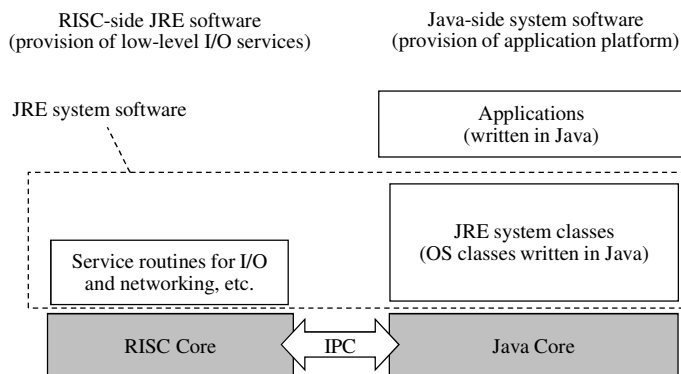 RISC-side JRE software
(provision of low-level I/O services)
Java-side system software
(provision of application platform)
JRE system software
Applications
(written in Java)
JRE system classes
(OS classes written in Java)
Service routines for I/O
and networking, etc.
RISC Core
IPC
Java Core